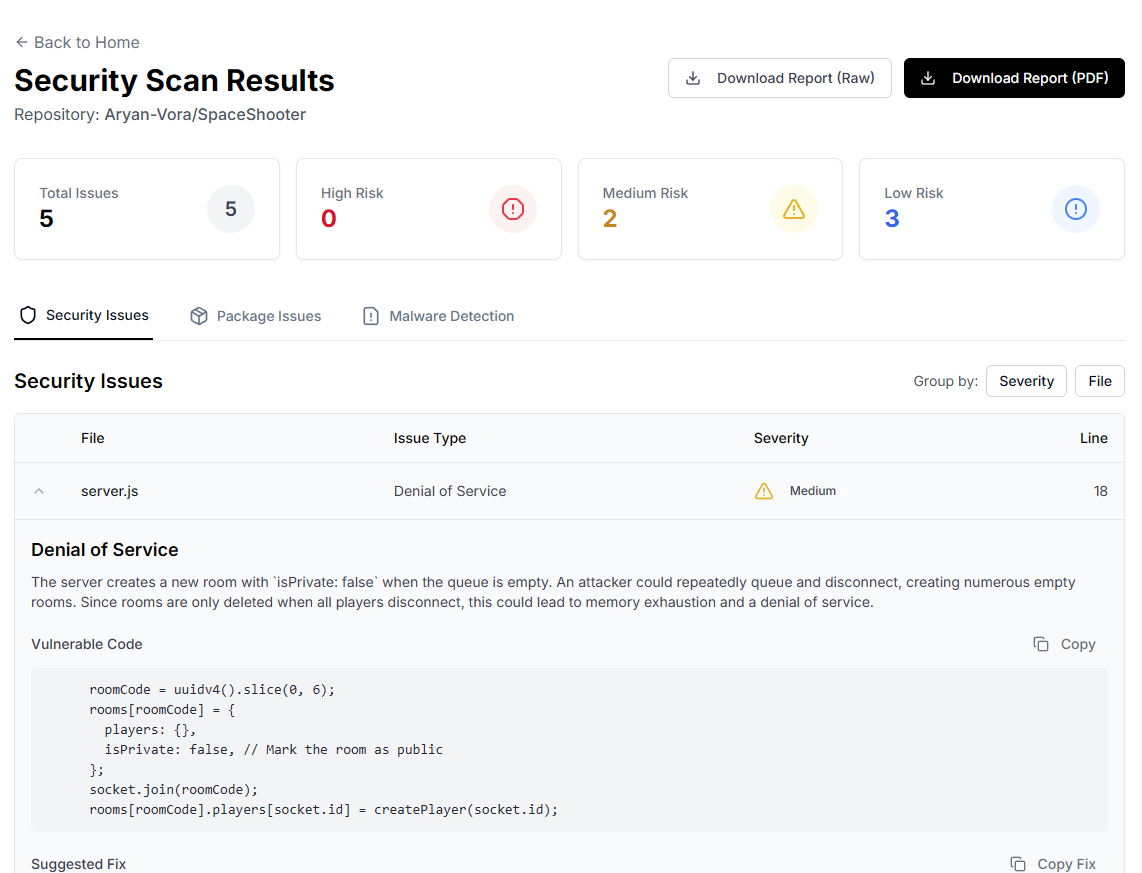 ← Back to Home
Security Scan Results
Download Report (Raw)
Download Report (PDF)
Repository: Aryan-Vora/SpaceShooter
Total Issues
5
5
High Risk
0
Medium Risk
2
Low Risk
3
Security Issues
Package Issues
Malware Detection
Security Issues
Group by:
Severity
File
File
Issue Type
Severity
Line
server.js
Denial of Service
Medium
18
Denial of Service
The server creates a new room with `isPrivate: false` when the queue is empty. An attacker could repeatedly queue and disconnect, creating numerous empty
rooms. Since rooms are only deleted when all players disconnect, this could lead to memory exhaustion and a denial of service.
Vulnerable Code
Copy
roomCode = uuidv4().slice(0, 6);
rooms[roomCode] = {
players: {},
isPrivate: false, // Mark the room as public
};
socket.join(roomCode);
rooms[roomCode].players[socket.id] = createPlayer(socket.id);
Suggested Fix
Copy Fix